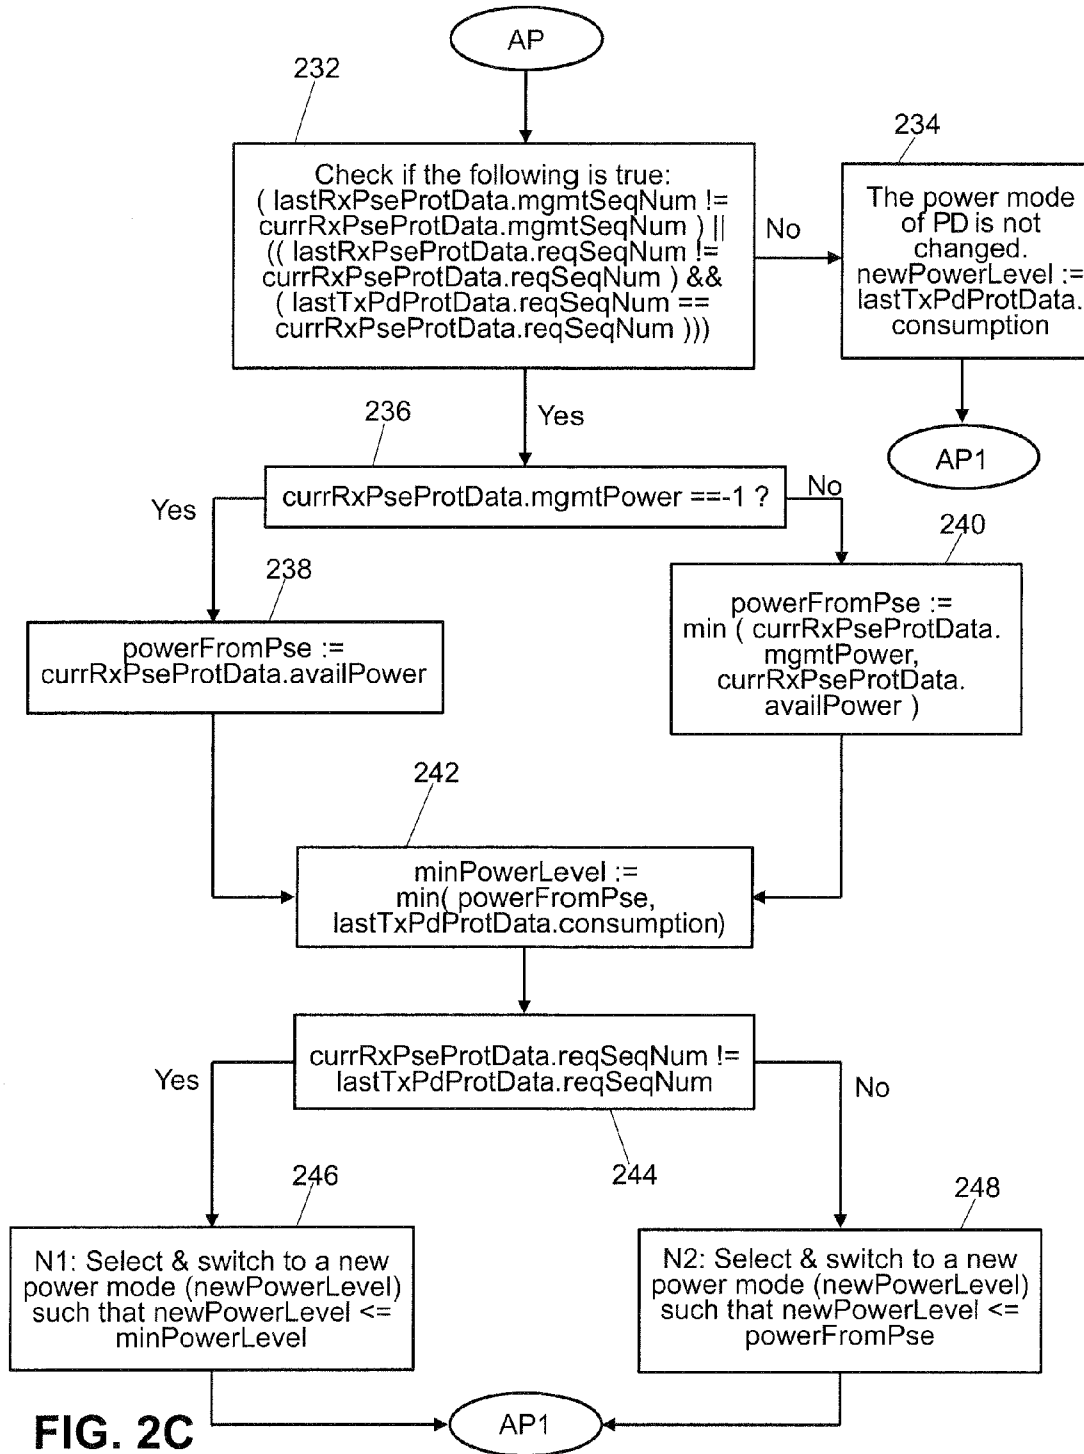 AP
232
Check if the following is true:
( lastRxPseProtData.mgmtSeqNum !=
currRxPseProtData.mgmtSeqNum ) ||
(( lastRxPseProtData.reqSeqNum !=
currRxPseProtData.reqSeqNum ) &&
( lastTxPdProtData.reqSeqNum ==
currRxPseProtData.reqSeqNum )))
No
234
The power mode
of PD is not
changed.
newPowerLevel :=
lastTxPdProtData.
consumption
AP1
Yes
236
currRxPseProtData.mgmtPower ==-1 ?
Yes
No
238
powerFromPse :=
currRxPseProtData.availPower
240
powerFromPse :=
min ( currRxPseProtData.
mgmtPower,
currRxPseProtData.
availPower )
242
minPowerLevel :=
min( powerFromPse,
lastTxPdProtData.consumption)
currRxPseProtData.reqSeqNum !=
lastTxPdProtData.reqSeqNum
Yes
No
244
246
N1: Select & switch to a new
power mode (newPowerLevel)
such that newPowerLevel <=
minPowerLevel
248
N2: Select & switch to a new
power mode (newPowerLevel)
such that newPowerLevel <=
powerFromPse
AP1
FIG. 2C